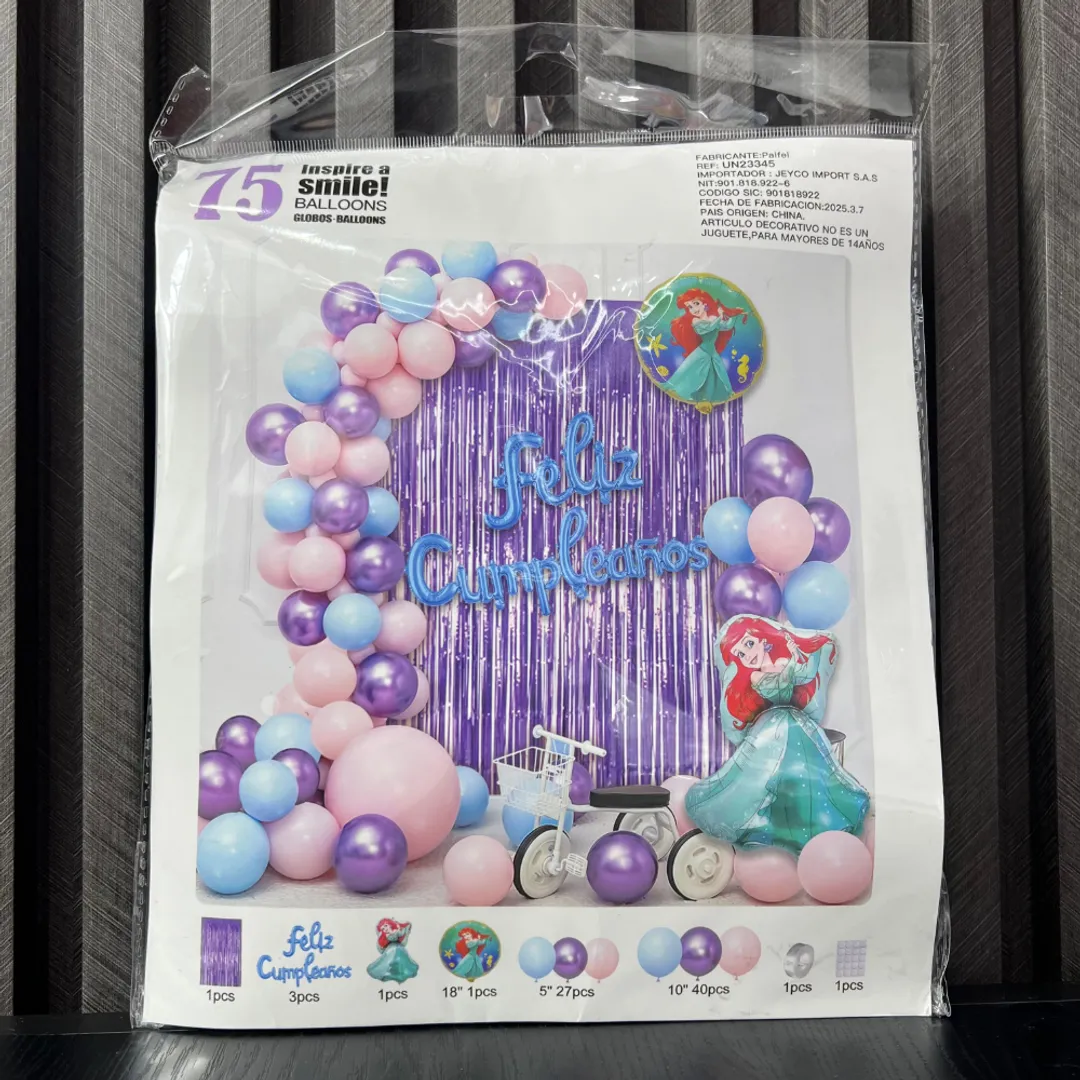 75
Inspire a
smile!
BALLOONS
GLOBOS·BALLOONS
FABRICANTE:Paifei
REF: UN23345
IMPORTADOR : JEYCO IMPORT S.A.S
NIT:901.818.922-6
CODIGO SIC: 901818922
FECHA DE FABRICACION:2025.3.7
PAIS ORIGEN: CHINA.
ARTICULO DECORATIVO NO ES UN
JUGUETE,PARA MAYORES DE 14AÑOS
feliz
Cumpleaños
feliz
Cumpleaños
1pcs
3pcs
1pcs
18" 1pcs
5" 27pcs
10" 40pcs
1pcs
1pcs